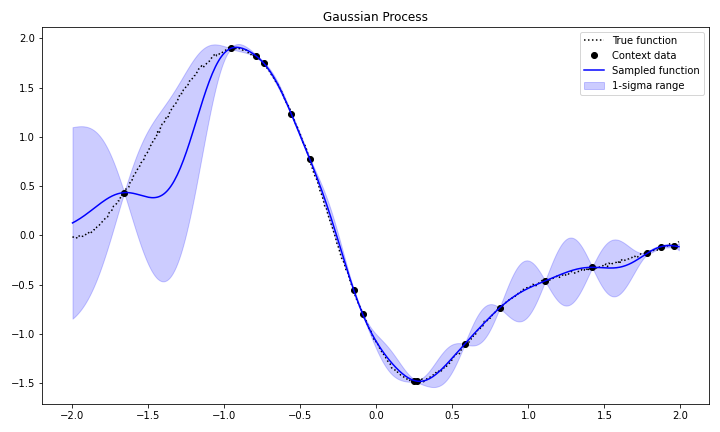 Gaussian Process
True function
Context data
Sampled function
1-sigma range
2.0
1.5
1.0
0.5
0.0
−0.5
−1.0
−1.5
−2.0 −1.5 −1.0 −0.5 0.0 0.5 1.0 1.5 2.0